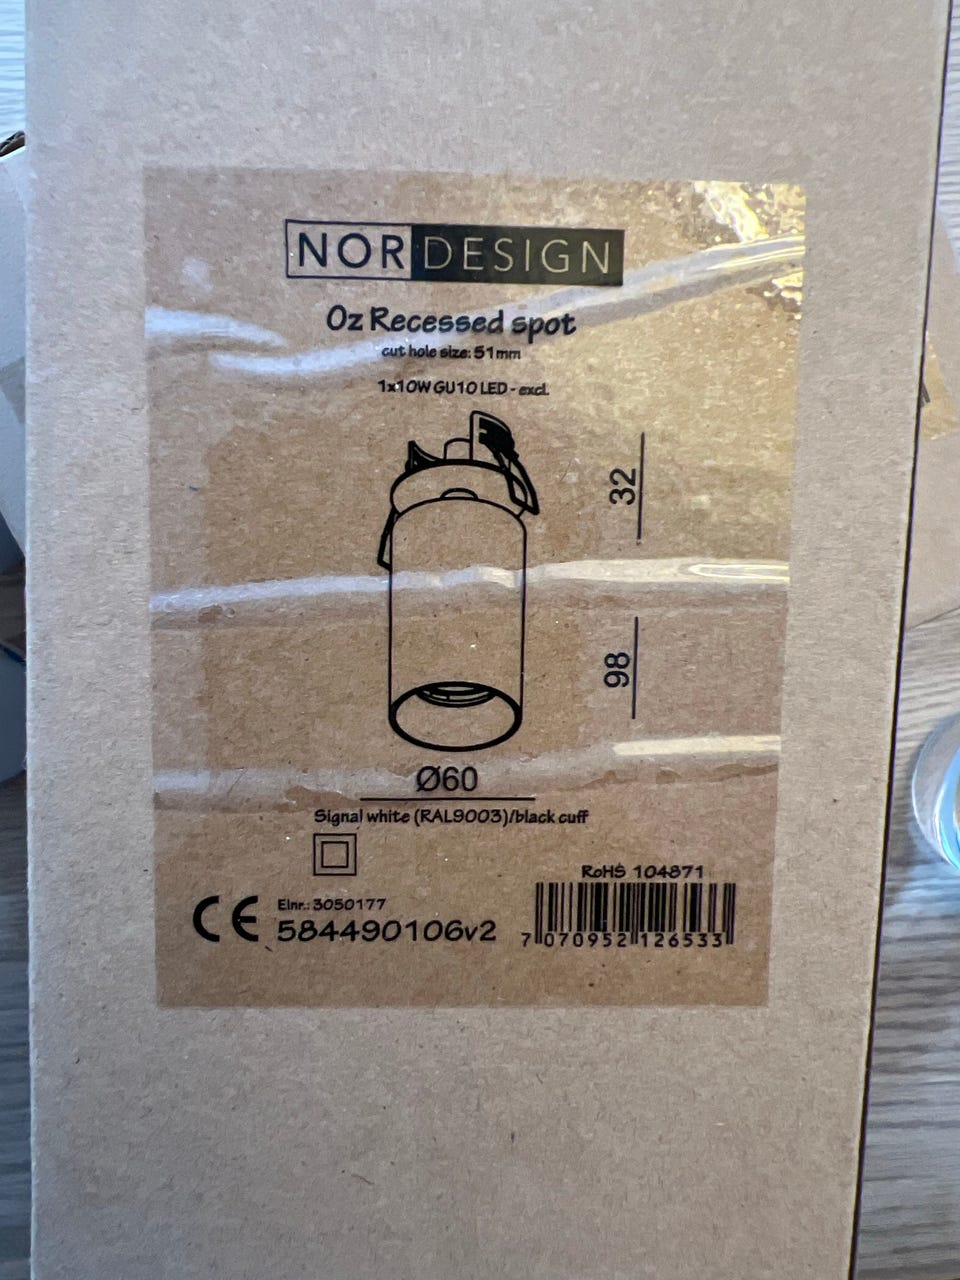 NORDESIGN
Oz Recessed spot
cut hole size: 51mm
1x10W GU10 LED - excl.
32
98
Ø60
Signal white (RAL9003)/black cuff
RoHS 104871
CE
Elnr.: 3050177
584490106v2
7 070952 126533